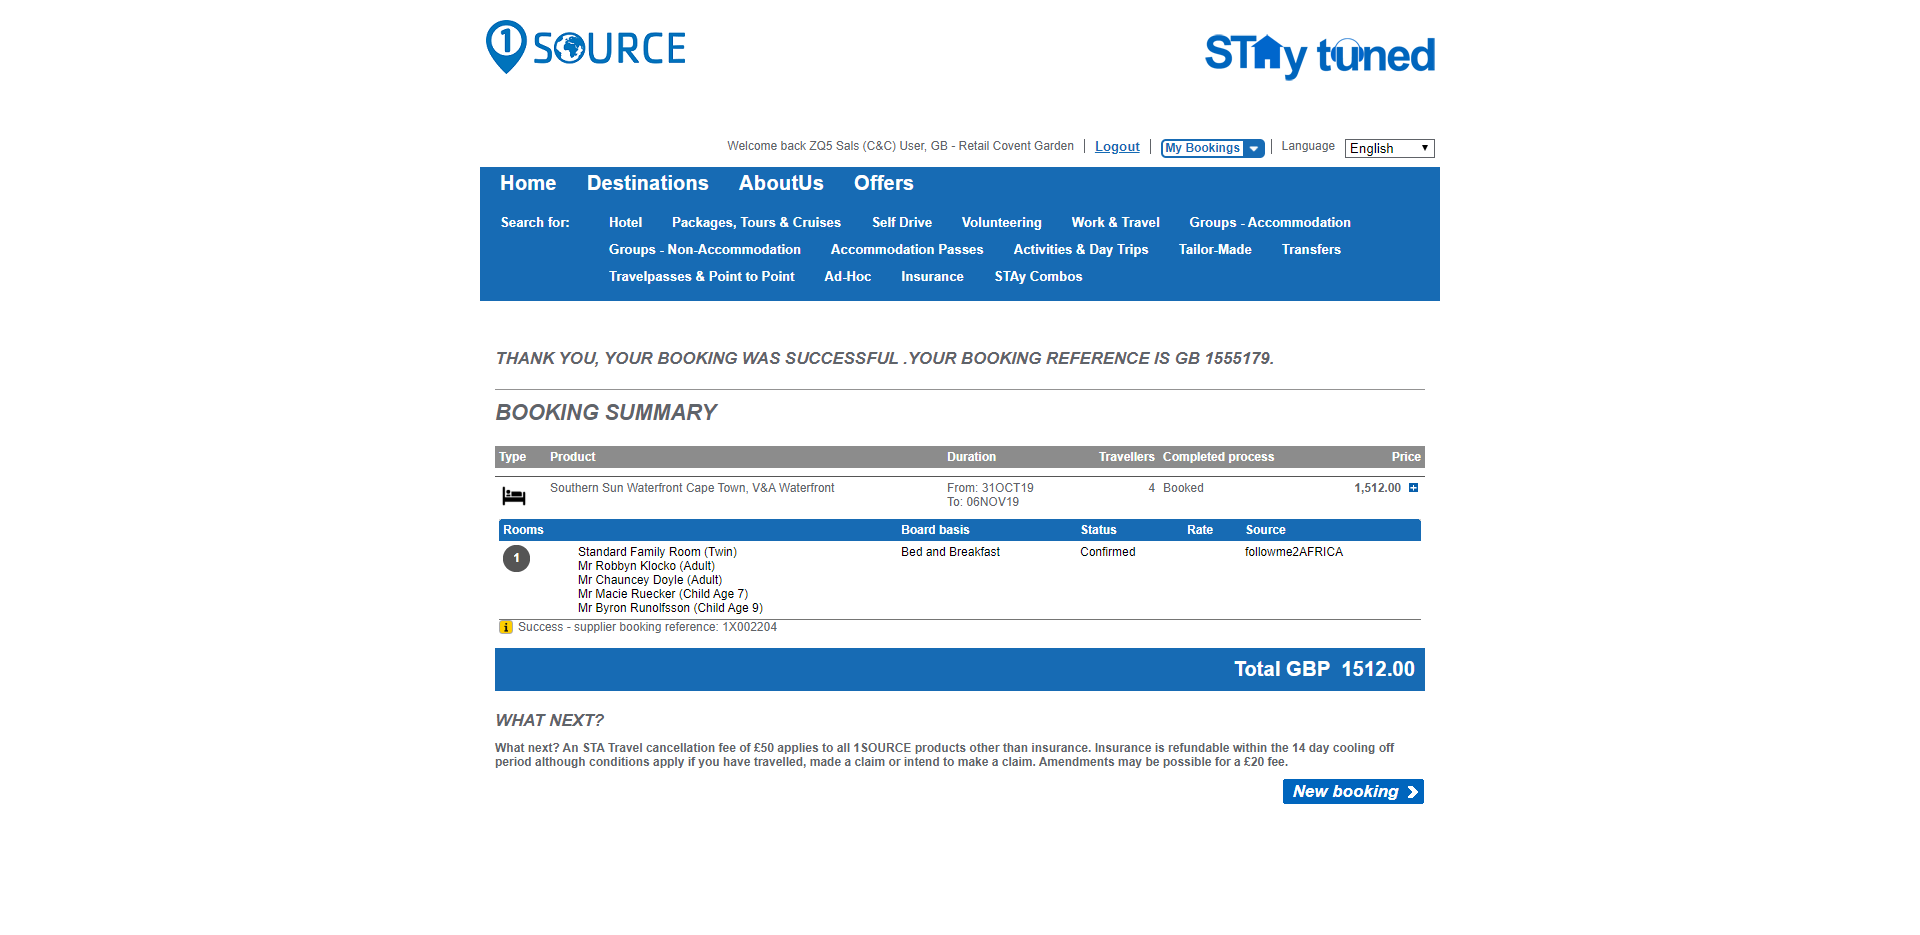 1 SOURCE
STAy tuned
Welcome back ZQ5 Sals (C&C) User, GB - Retail Covent Garden Logout My Bookings Language English
Home Destinations AboutUs Offers
Search for: Hotel Packages, Tours & Cruises Self Drive Volunteering Work & Travel Groups - Accommodation
Groups - Non-Accommodation Accommodation Passes Activities & Day Trips Tailor-Made Transfers
Travelpasses & Point to Point Ad-Hoc Insurance STAy Combos
THANK YOU, YOUR BOOKING WAS SUCCESSFUL .YOUR BOOKING REFERENCE IS GB 1555179.
BOOKING SUMMARY
Type Product Duration Travellers Completed process Price
Southern Sun Waterfront Cape Town, V&A Waterfront From: 31OCT19 4 Booked 1,512.00
To: 06NOV19
Rooms Board basis Status Rate Source
1 Standard Family Room (Twin) Bed and Breakfast Confirmed followme2AFRICA
Mr Robbyn Klocko (Adult)
Mr Chauncey Doyle (Adult)
Mr Macie Ruecker (Child Age 7)
Mr Byron Runolfsson (Child Age 9)
Success - supplier booking reference: 1X002204
Total GBP 1512.00
WHAT NEXT?
What next? An STA Travel cancellation fee of £50 applies to all 1SOURCE products other than insurance. Insurance is refundable within the 14 day cooling off
period although conditions apply if you have travelled, made a claim or intend to make a claim. Amendments may be possible for a £20 fee.
New booking